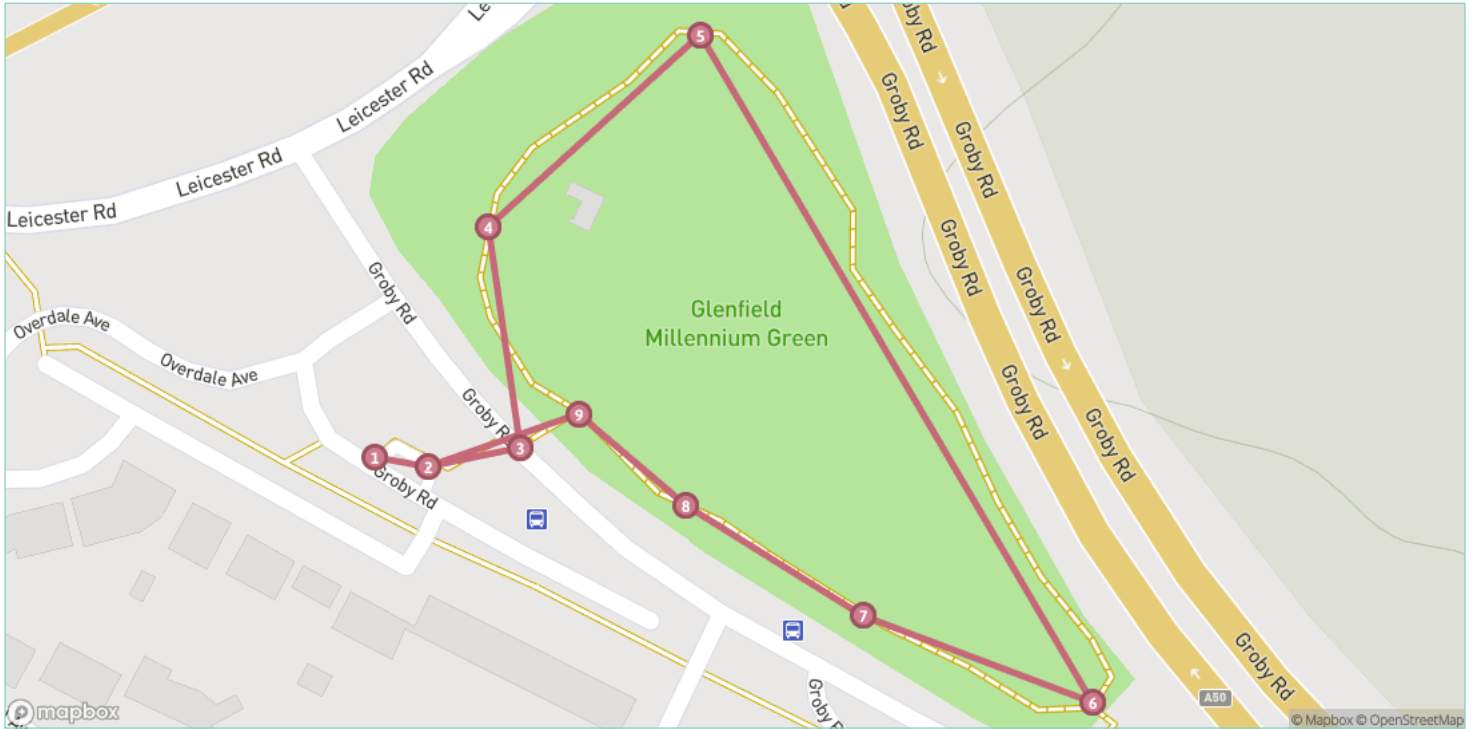 Groby Rd
Le
5
Leicester Rd
Groby Rd
Groby Rd
Leicester Rd
Leicester Rd
4
Groby Rd
Groby Rd
Groby Rd
Overdale Ave
Glenfield
Millennium Green
Overdale Ave
Groby Rd
Groby Rd
Groby Rd
9
3
1
2
Groby Rd
8
7
Groby Rd
Groby R
6
A50
mapbox
© Mapbox © OpenStreetMap